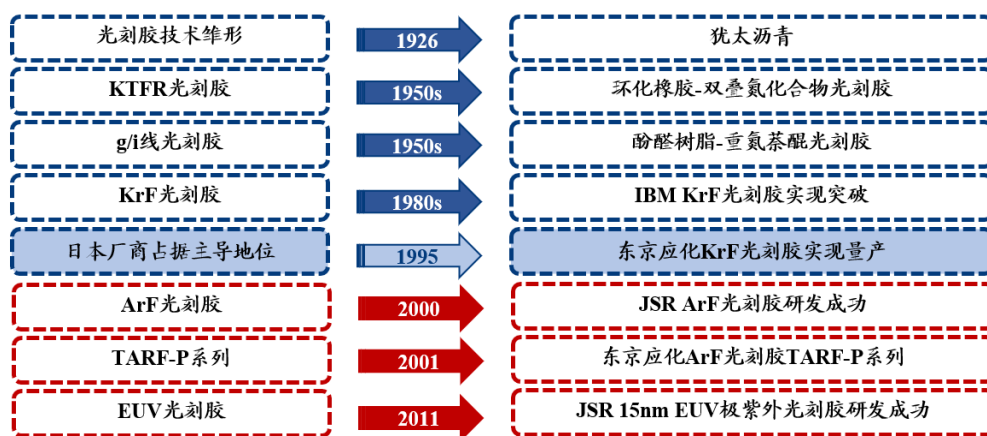 光刻胶技术雏形 1926 犹太沥青
KTFR光刻胶 1950s 环化橡胶-双叠氮化合物光刻胶
g/i线光刻胶 1950s 酚醛树脂-重氮萘醌光刻胶
KrF光刻胶 1980s IBM KrF光刻胶实现突破
日本厂商占据主导地位 1995 东京应化KrF光刻胶实现量产
ArF光刻胶 2000 JSR ArF光刻胶研发成功
TARF-P系列 2001 东京应化ArF光刻胶TARF-P系列
EUV光刻胶 2011 JSR 15nm EUV极紫外光刻胶研发成功